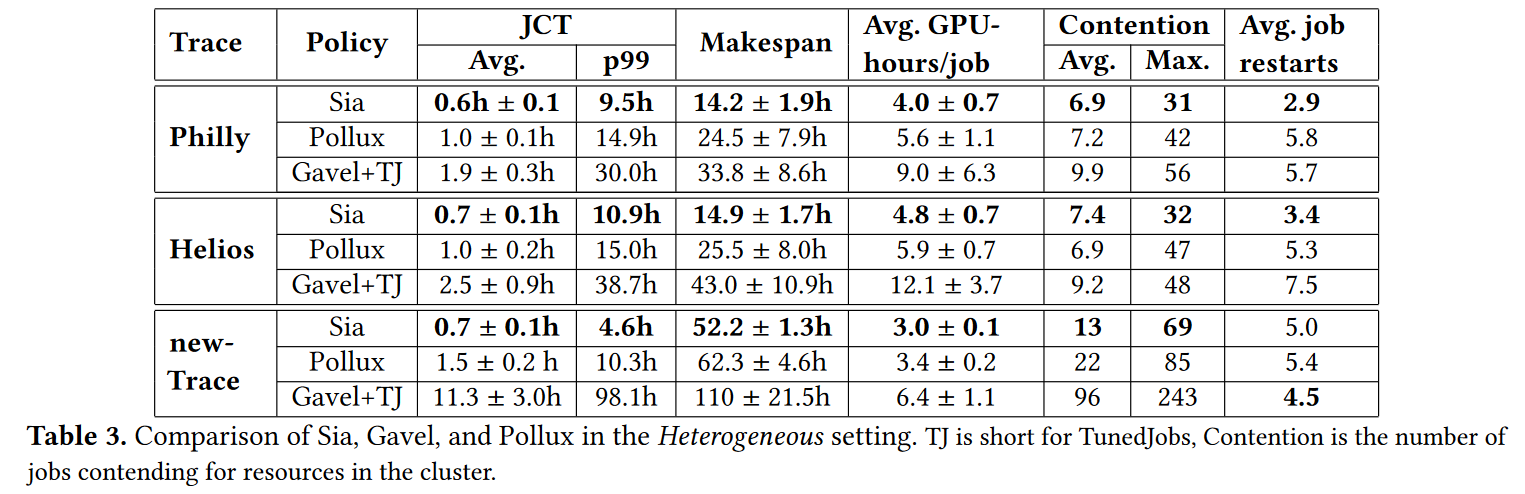 Trace Policy JCT Makespan Avg. GPU-hours/job Contention Avg. job restarts
Avg. p99 Avg. Max.
Philly Sia 0.6h ± 0.1 9.5h 14.2 ± 1.9h 4.0 ± 0.7 6.9 31 2.9
Pollux 1.0 ± 0.1h 14.9h 24.5 ± 7.9h 5.6 ± 1.1 7.2 42 5.8
Gavel+TJ 1.9 ± 0.3h 30.0h 33.8 ± 8.6h 9.0 ± 6.3 9.9 56 5.7
Helios Sia 0.7 ± 0.1h 10.9h 14.9 ± 1.7h 4.8 ± 0.7 7.4 32 3.4
Pollux 1.0 ± 0.2h 15.0h 25.5 ± 8.0h 5.9 ± 0.7 6.9 47 5.3
Gavel+TJ 2.5 ± 0.9h 38.7h 43.0 ± 10.9h 12.1 ± 3.7 9.2 48 7.5
new-Trace Sia 0.7 ± 0.1h 4.6h 52.2 ± 1.3h 3.0 ± 0.1 13 69 5.0
Pollux 1.5 ± 0.2 h 10.3h 62.3 ± 4.6h 3.4 ± 0.2 22 85 5.4
Gavel+TJ 11.3 ± 3.0h 98.1h 110 ± 21.5h 6.4 ± 1.1 96 243 4.5
Table 3. Comparison of Sia, Gavel, and Pollux in the Heterogeneous setting. TJ is short for TunedJobs, Contention is the number of
jobs contending for resources in the cluster.